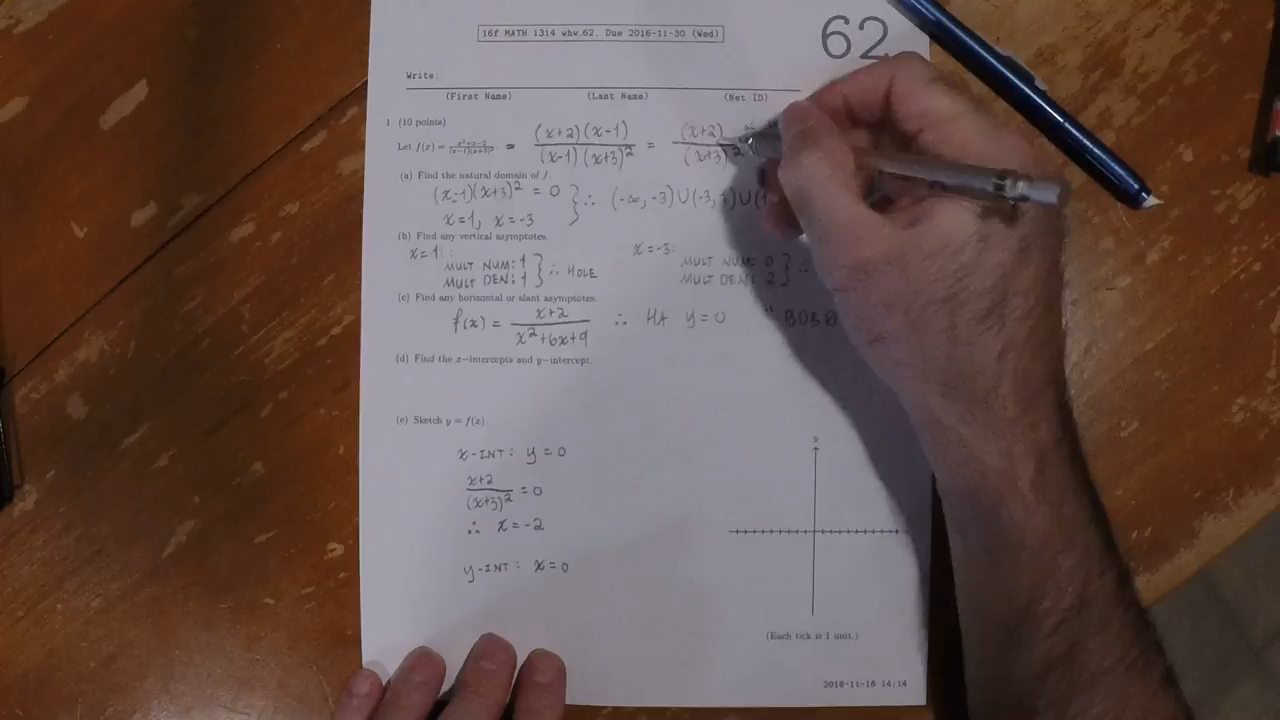 16f MATH 1314 whw.62. Due 2016-11-30 (Wed)
62
Write:
(First Name) (Last Name) (Net ID)
1. (10 points)
Let f(x) = = (x+2)(x-1) / (x-1)(x+3)² = (x+2) / (x+3)²
(a) Find the natural domain of f.
(x-1)(x+3)² = 0
x=1, x=-3 } ∴ (-∞, -3)∪(-3, 1)∪(1
(b) Find any vertical asymptotes.
x=1: MULT NUM: 1
MULT DEN: 1 } ∴ HOLE
x=-3: MULT NUM: 0
MULT DEN: 2 } ∴
(c) Find any horizontal or slant asymptotes.
f(x) = x+2 / x²+6x+9 ∴ HA y=0 "BOB0
(d) Find the x-intercepts and y-intercept.
(e) Sketch y = f(x)
x-INT: y=0
x+2 / (x+3)² = 0
∴ x=-2
y-INT: x=0
y
(Each tick is 1 unit.)
2016-11-16 14:14